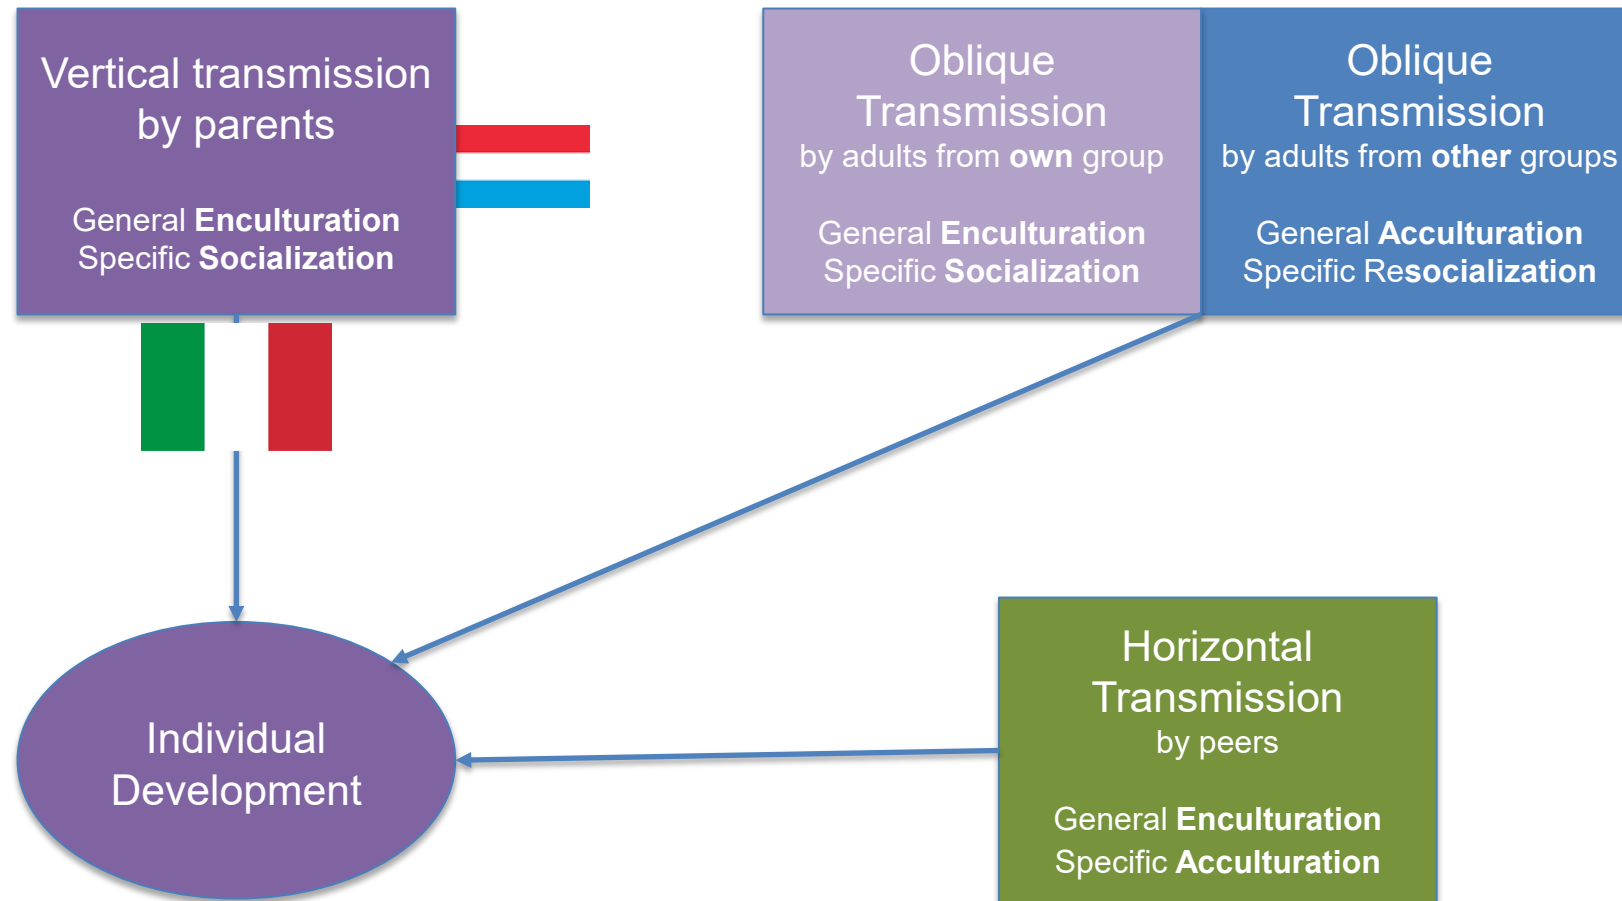 Vertical transmission
by parents
General Enculturation
Specific Socialization
Oblique
Transmission
by adults from own group
General Enculturation
Specific Socialization
Oblique
Transmission
by adults from other groups
General Acculturation
Specific Resocialization
Individual
Development
Horizontal
Transmission
by peers
General Enculturation
Specific Acculturation